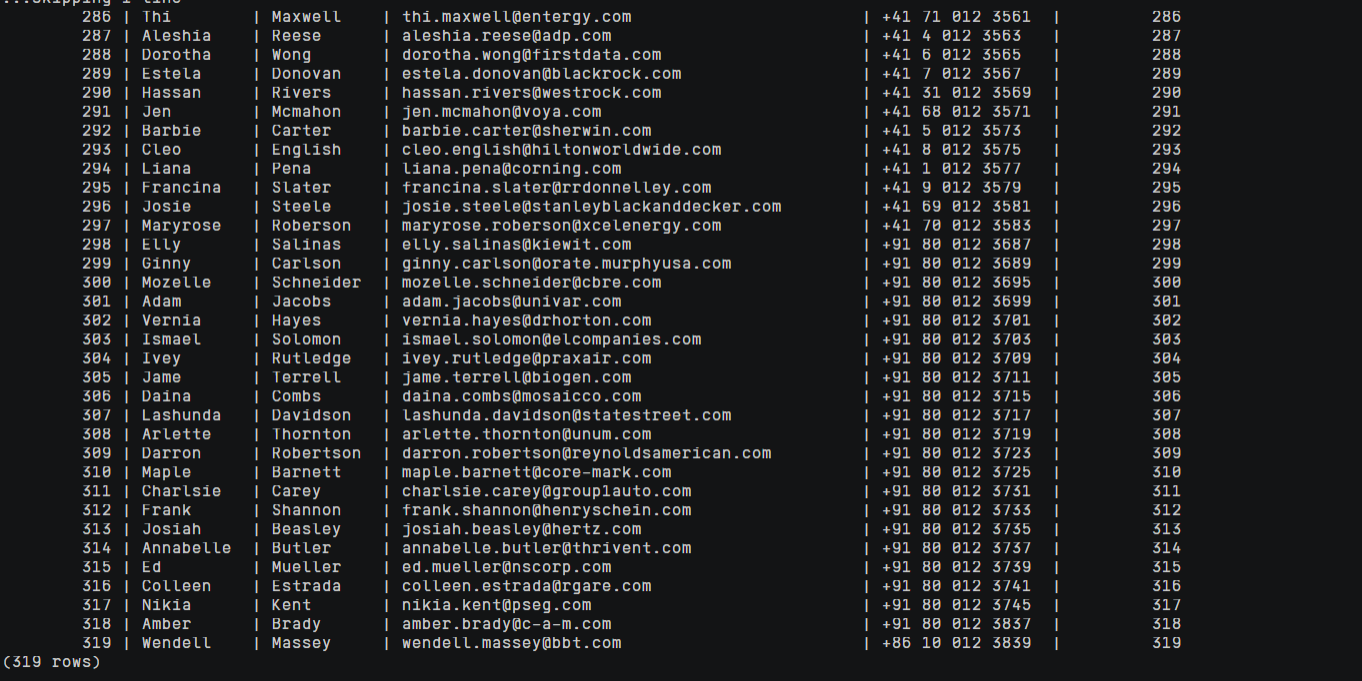 ...skipping 1 line
286 | Thi | Maxwell | thi.maxwell@entergy.com | +41 71 012 3561 | 286
287 | Aleshia | Reese | aleshia.reese@adp.com | +41 4 012 3563 | 287
288 | Dorotha | Wong | dorotha.wong@firstdata.com | +41 6 012 3565 | 288
289 | Estela | Donovan | estela.donovan@blackrock.com | +41 7 012 3567 | 289
290 | Hassan | Rivers | hassan.rivers@westrock.com | +41 31 012 3569 | 290
291 | Jen | Mcmahon | jen.mcmahon@voya.com | +41 68 012 3571 | 291
292 | Barbie | Carter | barbie.carter@sherwin.com | +41 5 012 3573 | 292
293 | Cleo | English | cleo.english@hiltonworldwide.com | +41 8 012 3575 | 293
294 | Liana | Pena | liana.pena@corning.com | +41 1 012 3577 | 294
295 | Francina | Slater | francina.slater@rrdonnelley.com | +41 9 012 3579 | 295
296 | Josie | Steele | josie.steele@stanleyblackanddecker.com | +41 69 012 3581 | 296
297 | Maryrose | Roberson | maryrose.roberson@xcelenergy.com | +41 70 012 3583 | 297
298 | Elly | Salinas | elly.salinas@kiewit.com | +91 80 012 3687 | 298
299 | Ginny | Carlson | ginny.carlson@orate.murphyusa.com | +91 80 012 3689 | 299
300 | Mozelle | Schneider | mozelle.schneider@cbre.com | +91 80 012 3695 | 300
301 | Adam | Jacobs | adam.jacobs@univar.com | +91 80 012 3699 | 301
302 | Vernia | Hayes | vernia.hayes@drhorton.com | +91 80 012 3701 | 302
303 | Ismael | Solomon | ismael.solomon@elcompanies.com | +91 80 012 3703 | 303
304 | Ivey | Rutledge | ivey.rutledge@praxair.com | +91 80 012 3709 | 304
305 | Jame | Terrell | jame.terrell@biogen.com | +91 80 012 3711 | 305
306 | Daina | Combs | daina.combs@mosaicco.com | +91 80 012 3715 | 306
307 | Lashunda | Davidson | lashunda.davidson@statestreet.com | +91 80 012 3717 | 307
308 | Arlette | Thornton | arlette.thornton@unum.com | +91 80 012 3719 | 308
309 | Darron | Robertson | darron.robertson@reynoldsamerican.com | +91 80 012 3723 | 309
310 | Maple | Barnett | maple.barnett@core-mark.com | +91 80 012 3725 | 310
311 | Charlsie | Carey | charlsie.carey@group1auto.com | +91 80 012 3731 | 311
312 | Frank | Shannon | frank.shannon@henryschein.com | +91 80 012 3733 | 312
313 | Josiah | Beasley | josiah.beasley@hertz.com | +91 80 012 3735 | 313
314 | Annabelle | Butler | annabelle.butler@thrivent.com | +91 80 012 3737 | 314
315 | Ed | Mueller | ed.mueller@nscorp.com | +91 80 012 3739 | 315
316 | Colleen | Estrada | colleen.estrada@rgare.com | +91 80 012 3741 | 316
317 | Nikia | Kent | nikia.kent@pseg.com | +91 80 012 3745 | 317
318 | Amber | Brady | amber.brady@c-a-m.com | +91 80 012 3837 | 318
319 | Wendell | Massey | wendell.massey@bbt.com | +86 10 012 3839 | 319
(319 rows)